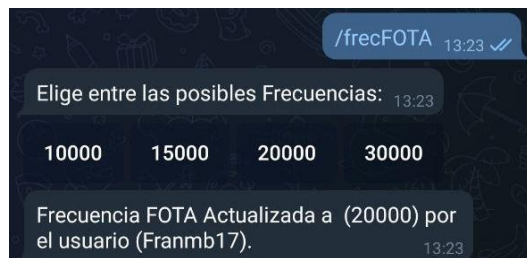 /frecFOTA 13:23
Elige entre las posibles Frecuencias: 13:23
10000 15000 20000 30000
Frecuencia FOTA Actualizada a (20000) por
el usuario (Franmb17). 13:23